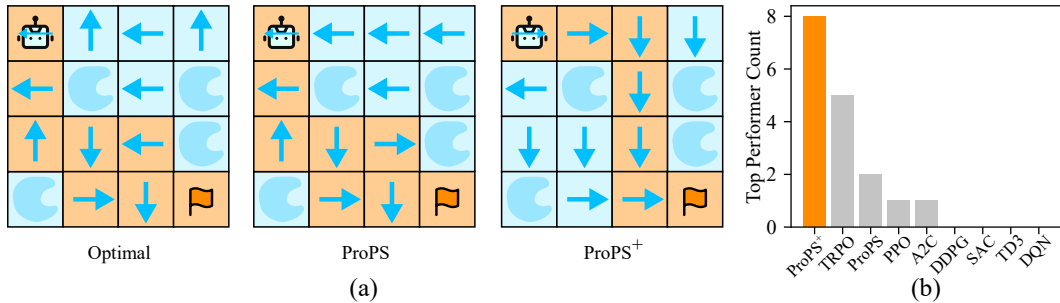 Optimal
ProPS
ProPS⁺
(a)
Top Performer Count
8
6
4
2
0
ProPS⁺
TRPO
ProPS
PPO
A2C
DDPG
SAC
TD3
DQN
(b)